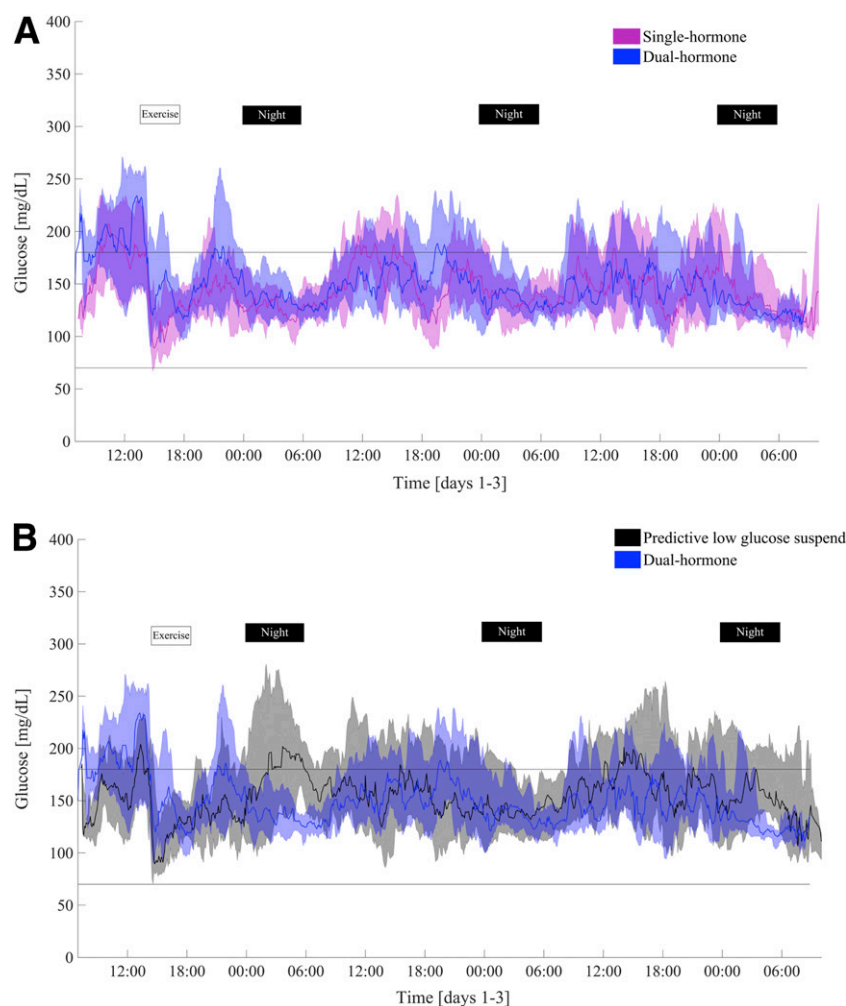 A
Single-hormone
Dual-hormone
Exercise
Night
Night
Night
Glucose [mg/dL]
400
350
300
250
200
150
100
50
0
12:00 18:00 00:00 06:00 12:00 18:00 00:00 06:00 12:00 18:00 00:00 06:00
Time [days 1-3]
B
Predictive low glucose suspend
Dual-hormone
Exercise
Night
Night
Night
Glucose [mg/dL]
400
350
300
250
200
150
100
50
0
12:00 18:00 00:00 06:00 12:00 18:00 00:00 06:00 12:00 18:00 00:00 06:00
Time [days 1-3]